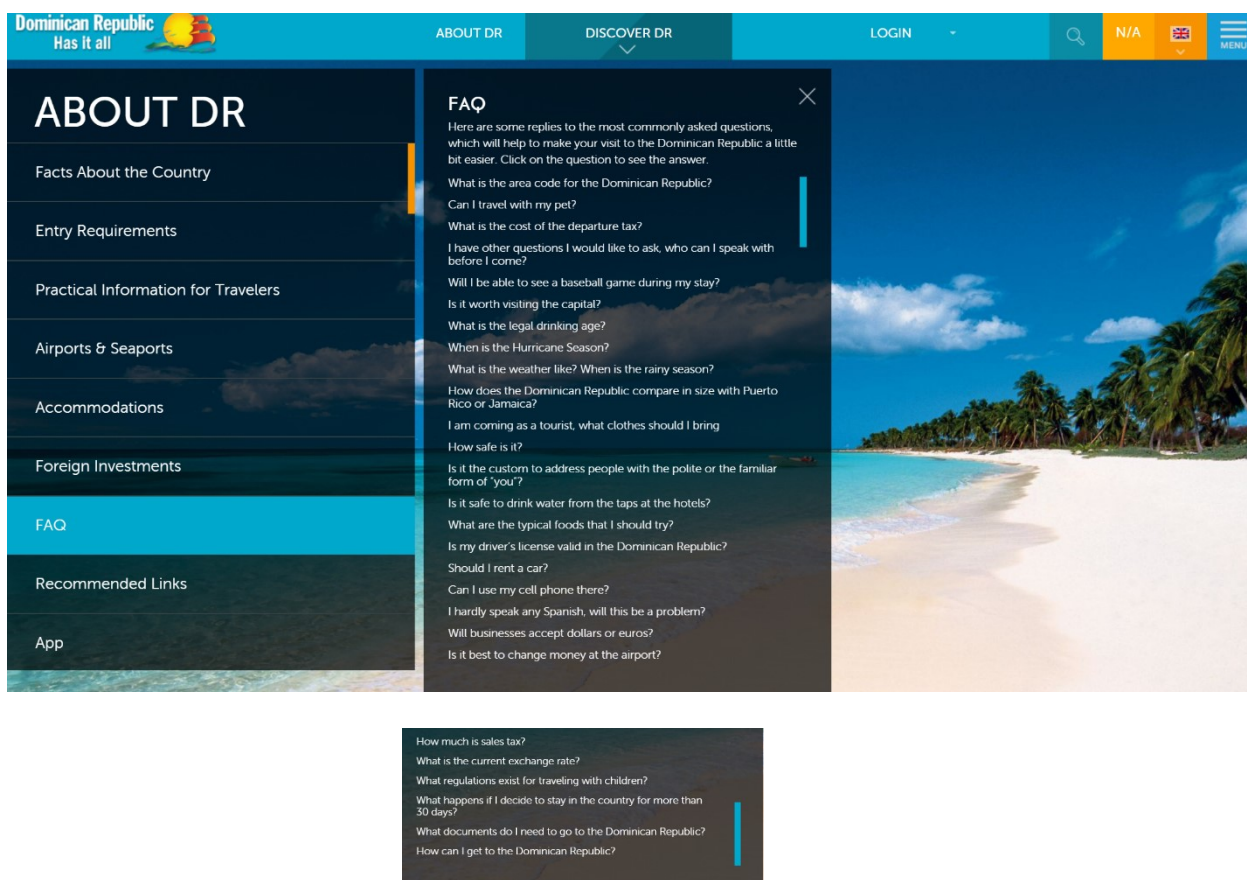 Dominican Republic
Has it all
ABOUT DR
DISCOVER DR
LOGIN
N/A
MENU
ABOUT DR
Facts About the Country
Entry Requirements
Practical Information for Travelers
Airports & Seaports
Accommodations
Foreign Investments
FAQ
Recommended Links
App
FAQ
Here are some replies to the most commonly asked questions,
which will help to make your visit to the Dominican Republic a little
bit easier. Click on the question to see the answer.
What is the area code for the Dominican Republic?
Can I travel with my pet?
What is the cost of the departure tax?
I have other questions I would like to ask, who can I speak with
before I come?
Will I be able to see a baseball game during my stay?
Is it worth visiting the capital?
What is the legal drinking age?
When is the Hurricane Season?
What is the weather like? When is the rainy season?
How does the Dominican Republic compare in size with Puerto
Rico or Jamaica?
I am coming as a tourist, what clothes should I bring
How safe is it?
Is it the custom to address people with the polite or the familiar
form of "you"?
Is it safe to drink water from the taps at the hotels?
What are the typical foods that I should try?
Is my driver's license valid in the Dominican Republic?
Should I rent a car?
Can I use my cell phone there?
I hardly speak any Spanish, will this be a problem?
Will businesses accept dollars or euros?
Is it best to change money at the airport?
How much is sales tax?
What is the current exchange rate?
What regulations exist for traveling with children?
What happens if I decide to stay in the country for more than
30 days?
What documents do I need to go to the Dominican Republic?
How can I get to the Dominican Republic?